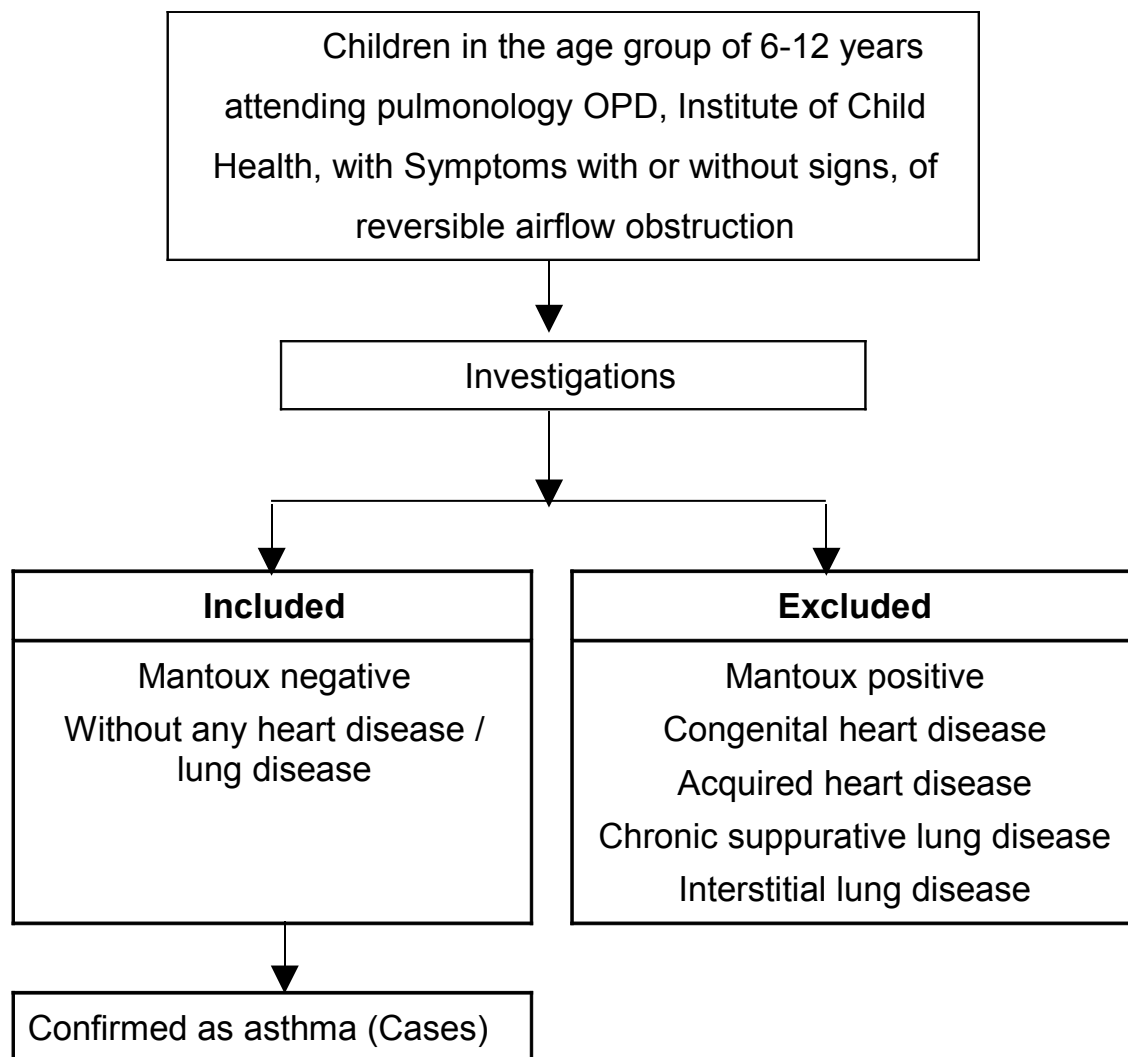 Children in the age group of 6-12 years
attending pulmonology OPD, Institute of Child
Health, with Symptoms with or without signs, of
reversible airflow obstruction
Investigations
Included
Mantoux negative
Without any heart disease /
lung disease
Excluded
Mantoux positive
Congenital heart disease
Acquired heart disease
Chronic suppurative lung disease
Interstitial lung disease
Confirmed as asthma (Cases)